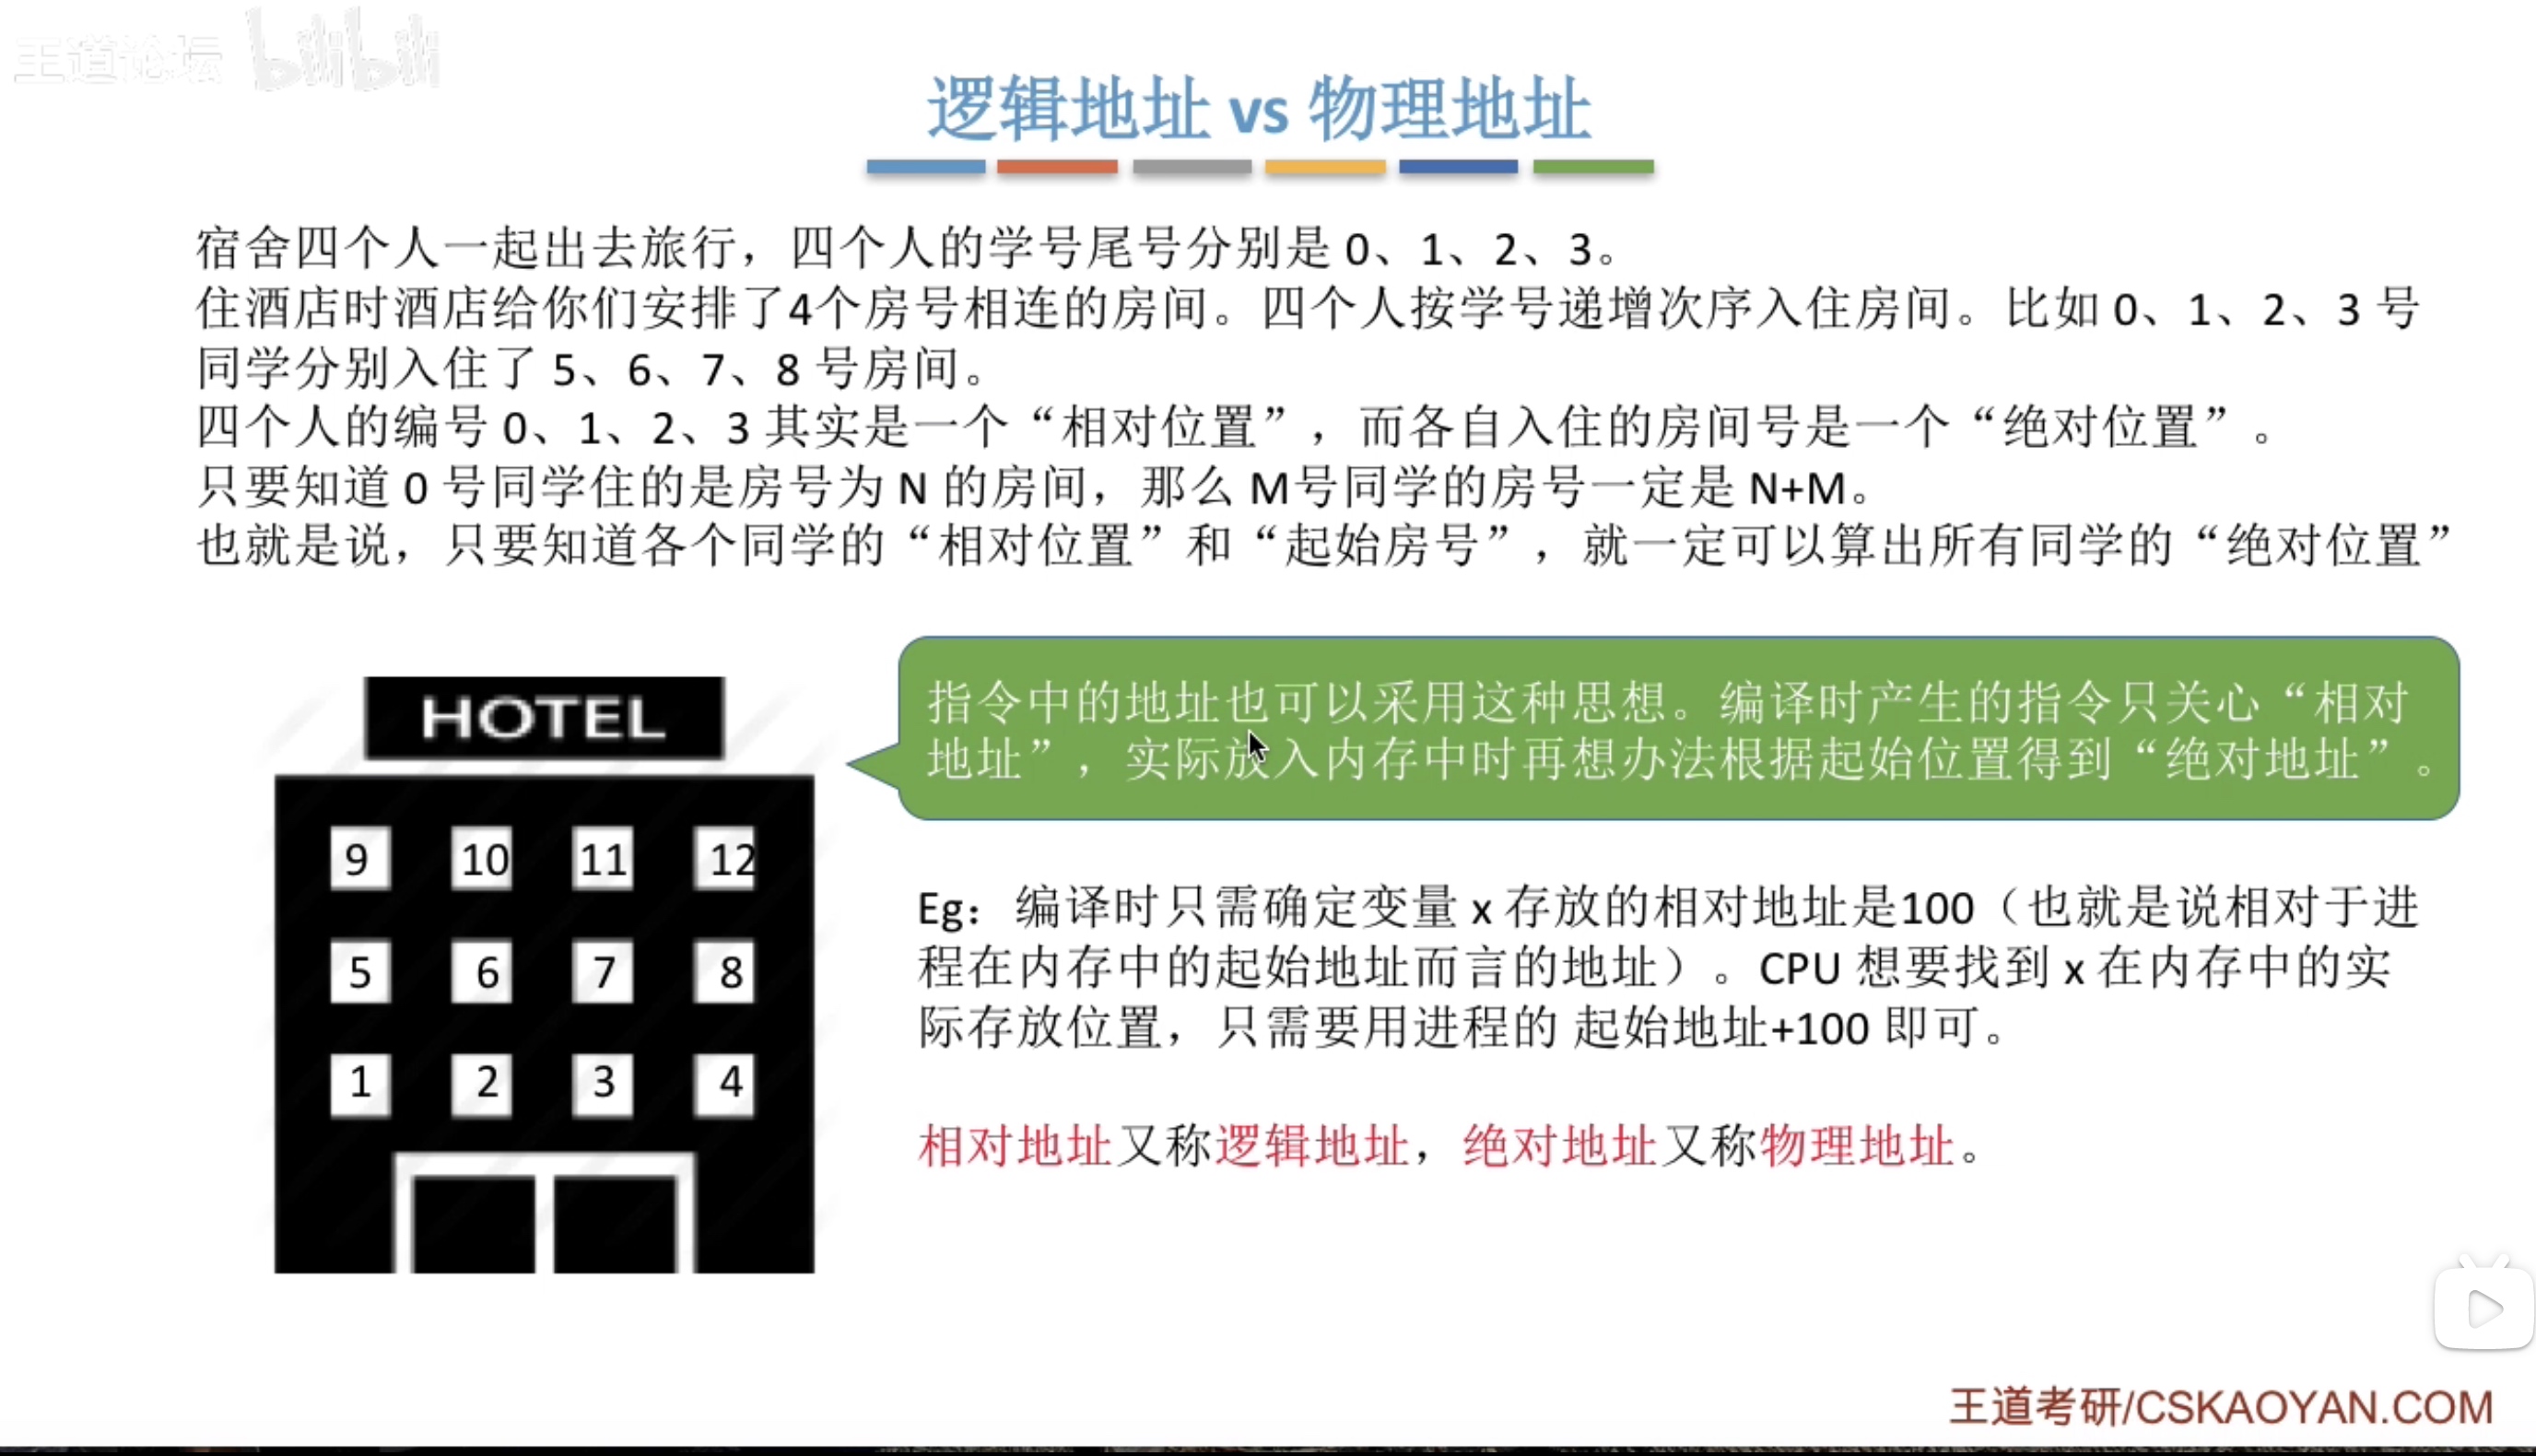 王道论坛 bilibili
逻辑地址 vs 物理地址
宿舍四个人一起出去旅行，四个人的学号尾号分别是 0、1、2、3。
住酒店时酒店给你们安排了4个房号相连的房间。四个人按学号递增次序入住房间。比如 0、1、2、3 号
同学分别入住了 5、6、7、8 号房间。
四个人的编号 0、1、2、3 其实是一个“相对位置”，而各自入住的房间号是一个“绝对位置”。
只要知道 0 号同学住的是房号为 N 的房间，那么 M号同学的房号一定是 N+M。
也就是说，只要知道各个同学的“相对位置”和“起始房号”，就一定可以算出所有同学的“绝对位置”
指令中的地址也可以采用这种思想。编译时产生的指令只关心“相对
地址”，实际放入内存中时再想办法根据起始位置得到“绝对地址”。
HOTEL
9 10 11 12
5 6 7 8
1 2 3 4
Eg：编译时只需确定变量 x 存放的相对地址是100（也就是说相对于进
程在内存中的起始地址而言的地址）。CPU 想要找到 x 在内存中的实
际存放位置，只需要用进程的 起始地址+100 即可。
相对地址又称逻辑地址，绝对地址又称物理地址。
王道考研/CSKAOYAN.COM